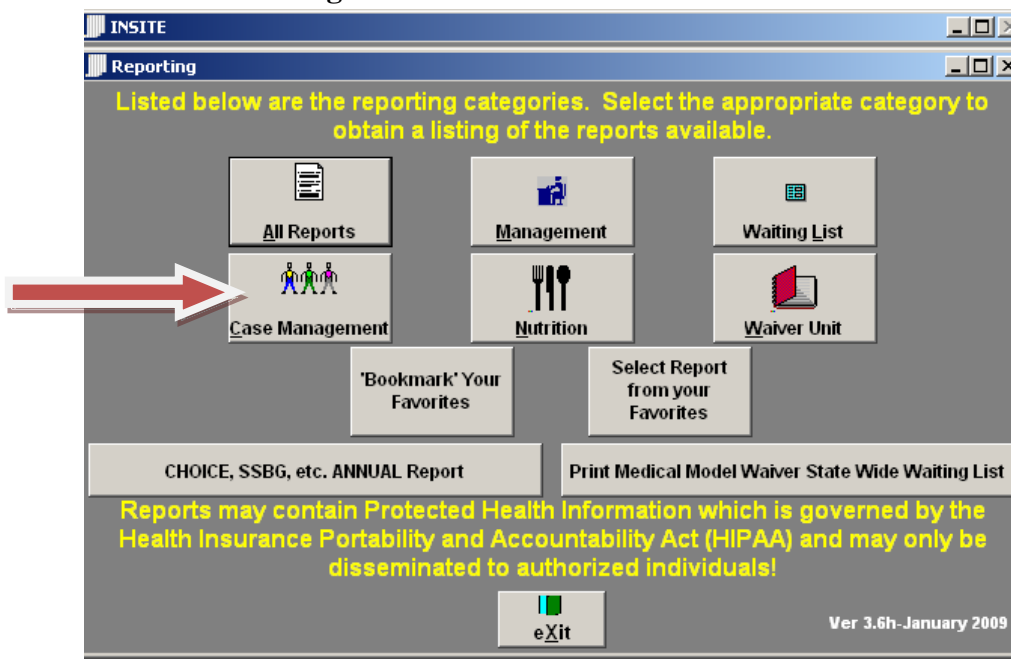 INSITE
Reporting
Listed below are the reporting categories. Select the appropriate category to
obtain a listing of the reports available.
All Reports
Management
Waiting List
Case Management
Nutrition
Waiver Unit
'Bookmark' Your
Favorites
Select Report
from your
Favorites
CHOICE, SSBG, etc. ANNUAL Report
Print Medical Model Waiver State Wide Waiting List
Reports may contain Protected Health Information which is governed by the
Health Insurance Portability and Accountability Act (HIPAA) and may only be
disseminated to authorized individuals!
eXit
Ver 3.6h-January 2009